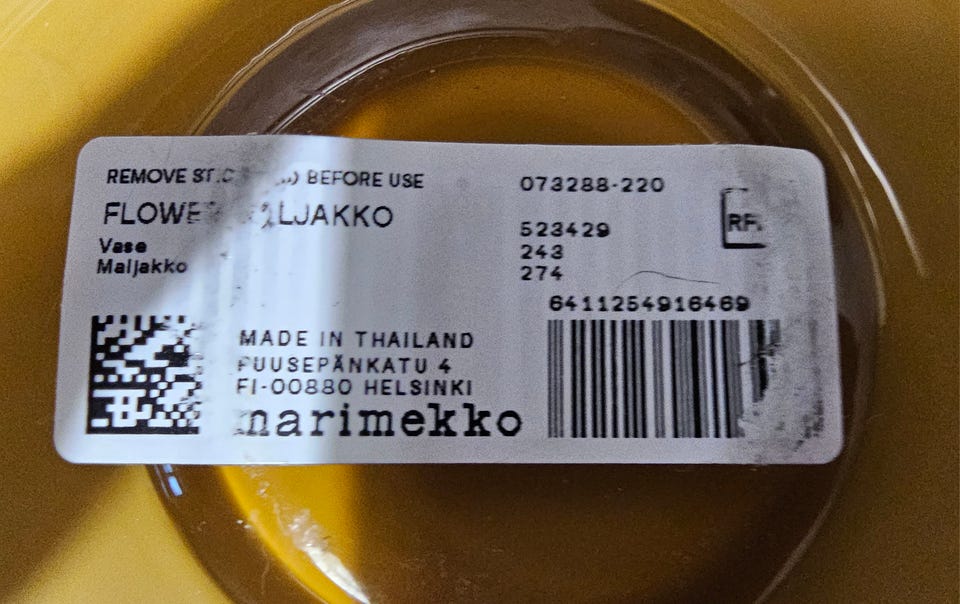 REMOVE BEFORE USE
MALJAKKO
Vase
Maljakko
MADE IN THAILAND
PUUSEPÄNKATU 4
FI-00880 HELSINKI
marimekko
073288-220
523429
243
274
6411254916469